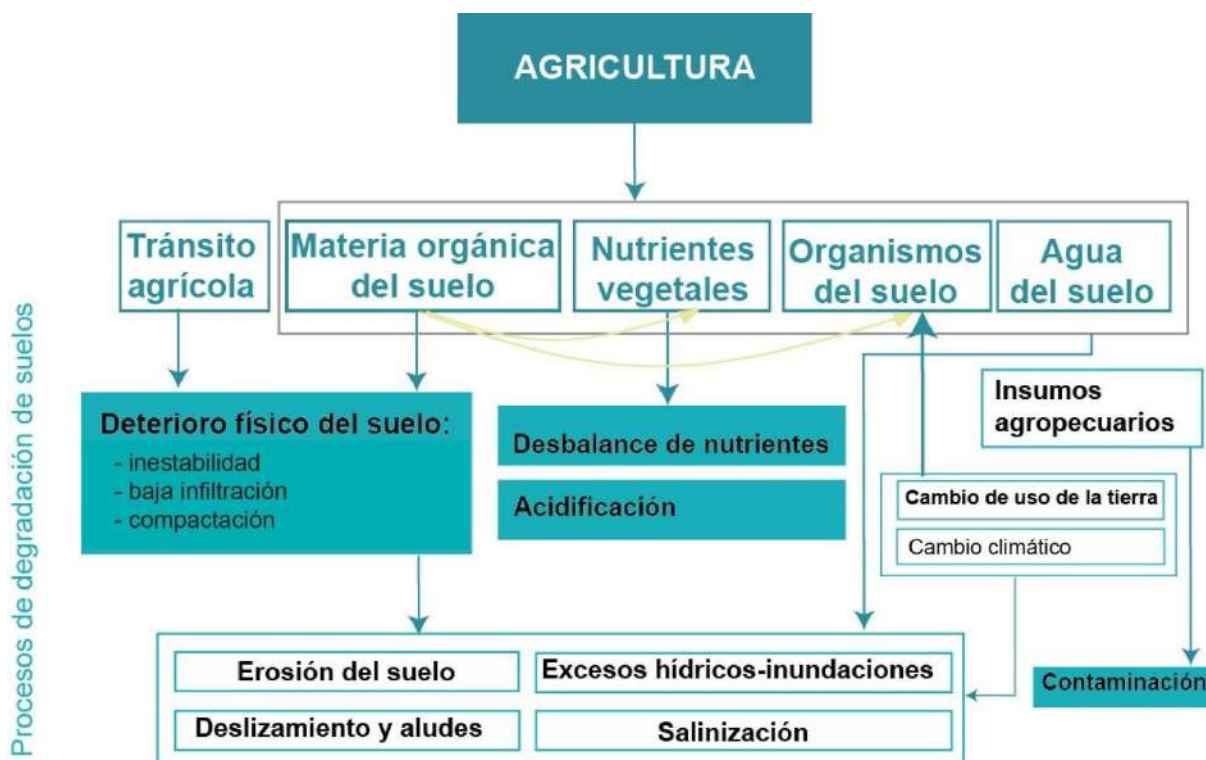 AGRICULTURA
Tránsito
agrícola
Materia orgánica
del suelo
Nutrientes
vegetales
Organismos
del suelo
Agua
del suelo
Procesos de degradación de suelos
Deterioro físico del suelo:
- inestabilidad
- baja infiltración
- compactación
Desbalance de nutrientes
Acidificación
Insumos
agropecuarios
Cambio de uso de la tierra
Cambio climático
Erosión del suelo
Excesos hídricos-inundaciones
Deslizamiento y aludes
Salinización
Contaminación